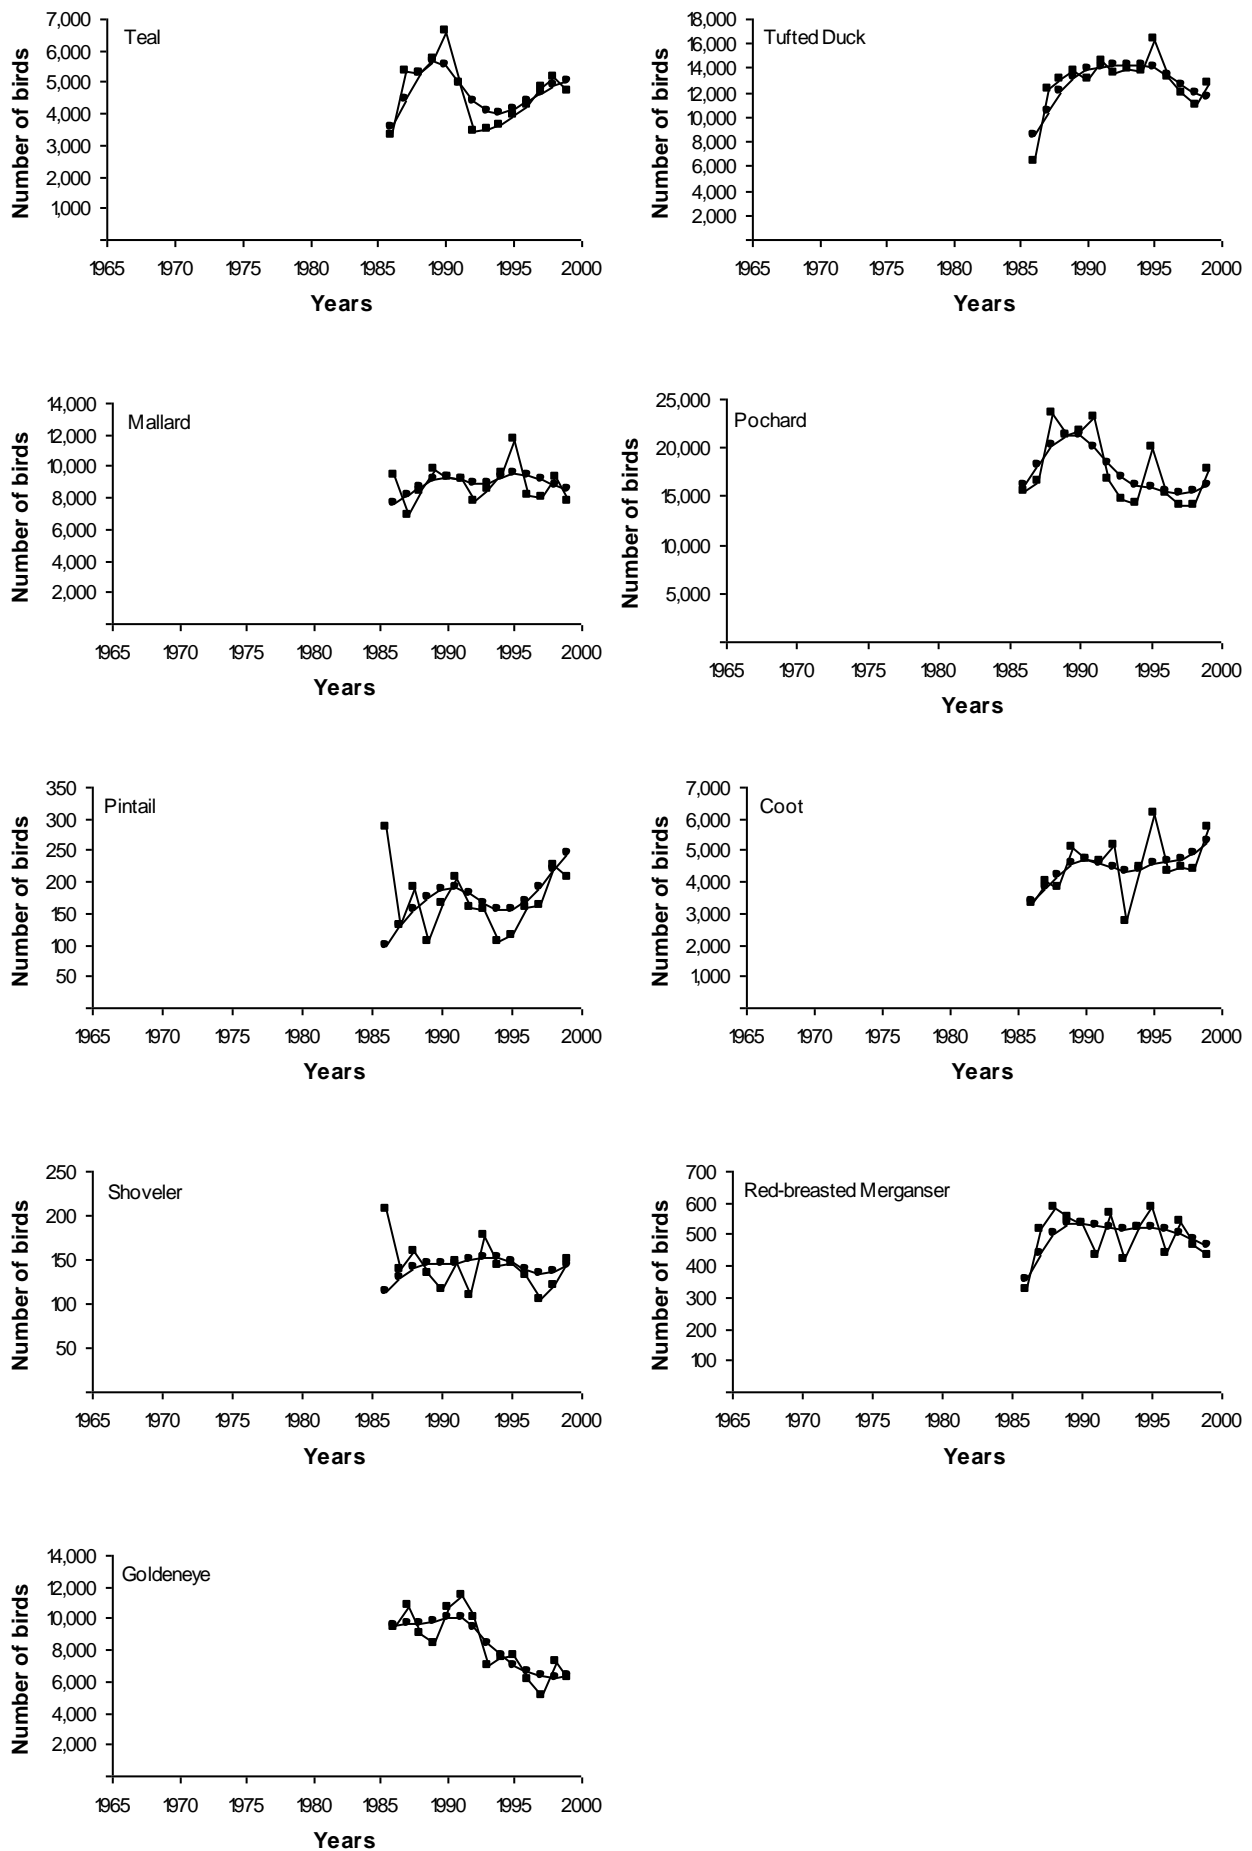 Teal
Number of birds
7,000
6,000
5,000
4,000
3,000
2,000
1,000
1965 1970 1975 1980 1985 1990 1995 2000
Years
Tufted Duck
Number of birds
18,000
16,000
14,000
12,000
10,000
8,000
6,000
4,000
2,000
1965 1970 1975 1980 1985 1990 1995 2000
Years
Mallard
Number of birds
14,000
12,000
10,000
8,000
6,000
4,000
2,000
1965 1970 1975 1980 1985 1990 1995 2000
Years
Pochard
Number of birds
25,000
20,000
15,000
10,000
5,000
1965 1970 1975 1980 1985 1990 1995 2000
Years
Pintail
Number of birds
350
300
250
200
150
100
50
1965 1970 1975 1980 1985 1990 1995 2000
Years
Coot
Number of birds
7,000
6,000
5,000
4,000
3,000
2,000
1,000
1965 1970 1975 1980 1985 1990 1995 2000
Years
Shoveler
Number of birds
250
200
150
100
50
1965 1970 1975 1980 1985 1990 1995 2000
Years
Red-breasted Merganser
Number of birds
700
600
500
400
300
200
100
1965 1970 1975 1980 1985 1990 1995 2000
Years
Goldeneye
Number of birds
14,000
12,000
10,000
8,000
6,000
4,000
2,000
1965 1970 1975 1980 1985 1990 1995 2000
Years